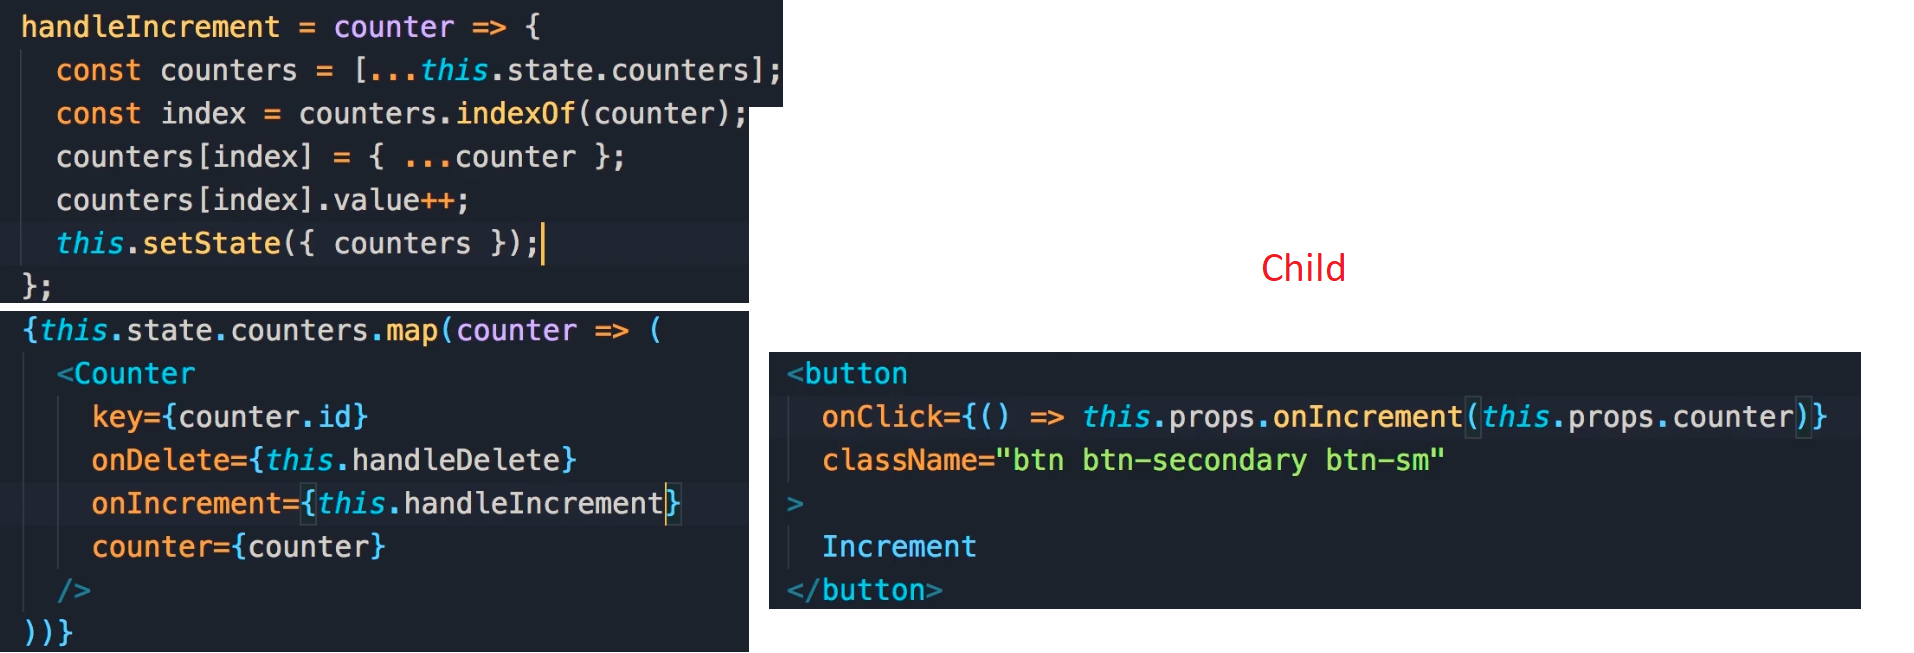 handleIncrement = counter => {
const counters = [...this.state.counters];
const index = counters.indexOf(counter);
counters[index] = { ...counter };
counters[index].value++;
this.setState({ counters });
};
{this.state.counters.map(counter => (
<Counter
key={counter.id}
onDelete={this.handleDelete}
onIncrement={this.handleIncrement}
counter={counter}
/>
))}
Child
<button
onClick={() => this.props.onIncrement(this.props.counter)}
className="btn btn-secondary btn-sm"
>
Increment
</button>